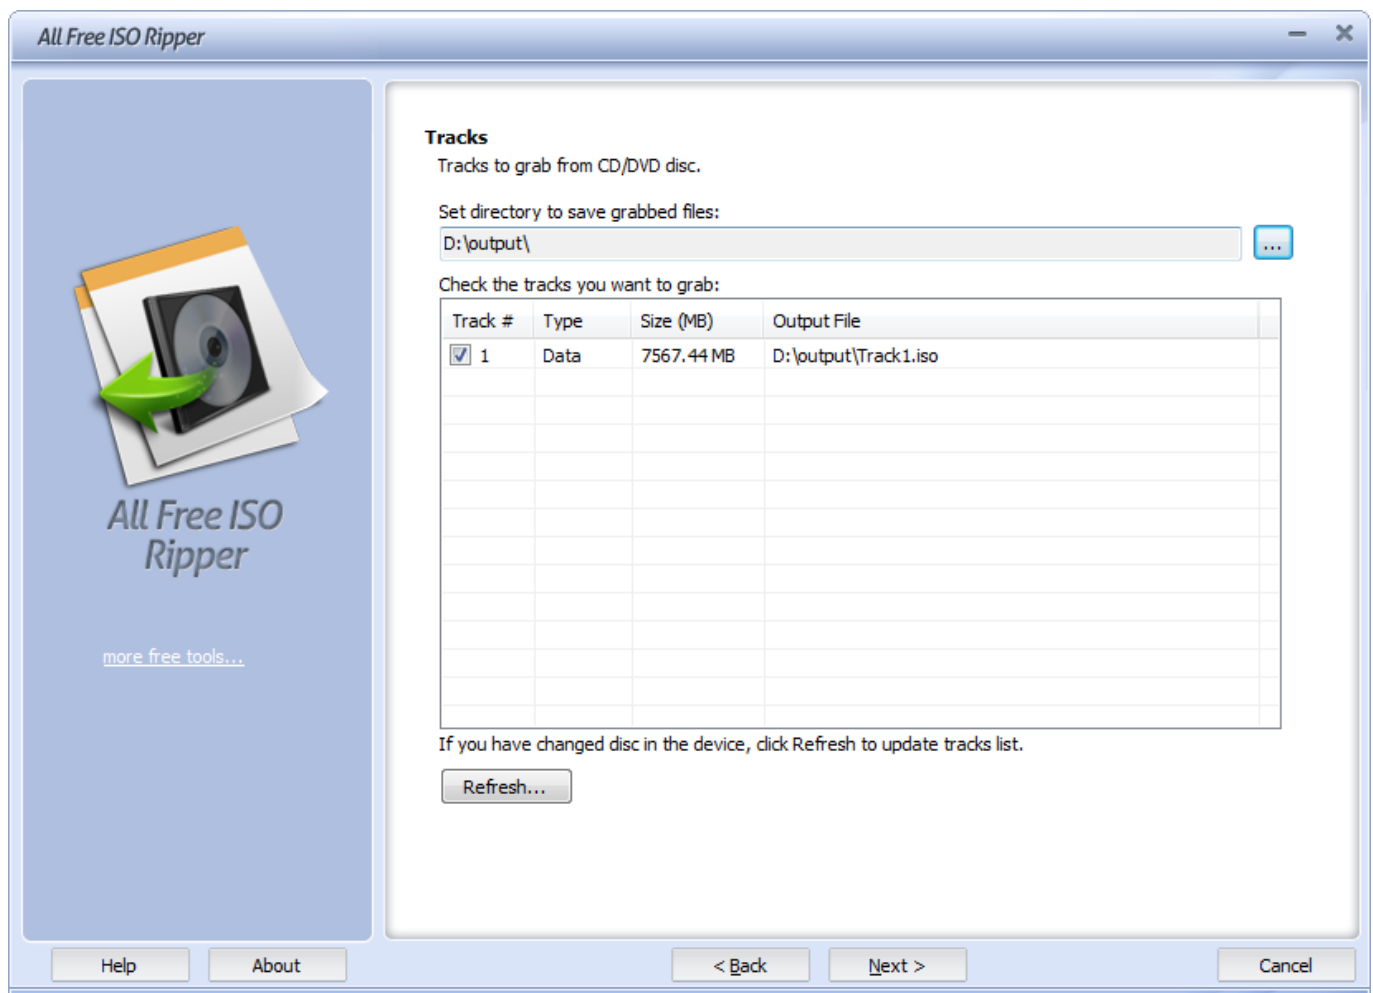 All Free ISO Ripper
Tracks
Tracks to grab from CD/DVD disc.
Set directory to save grabbed files:
D:\output\
...
Check the tracks you want to grab:
Track # Type Size (MB) Output File
1 Data 7567.44 MB D:\output\Track1.iso
All Free ISO
Ripper
more free tools...
If you have changed disc in the device, click Refresh to update tracks list.
Refresh...
Help About < Back Next > Cancel